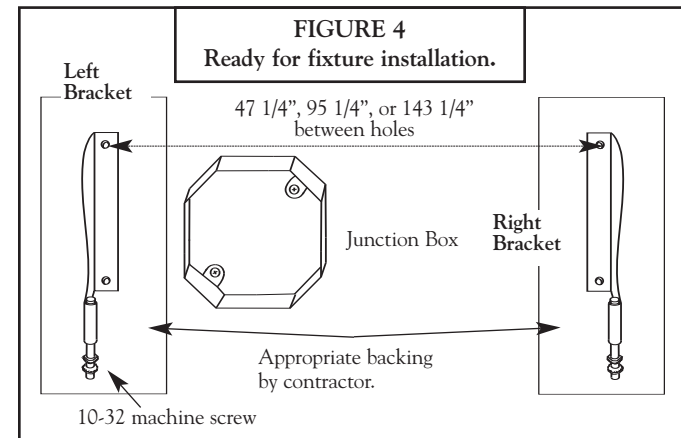 FIGURE 4
Ready for fixture installation.
Left
Bracket
47 1/4”, 95 1/4”, or 143 1/4”
between holes
Junction Box
Right
Bracket
Appropriate backing
by contractor.
10-32 machine screw